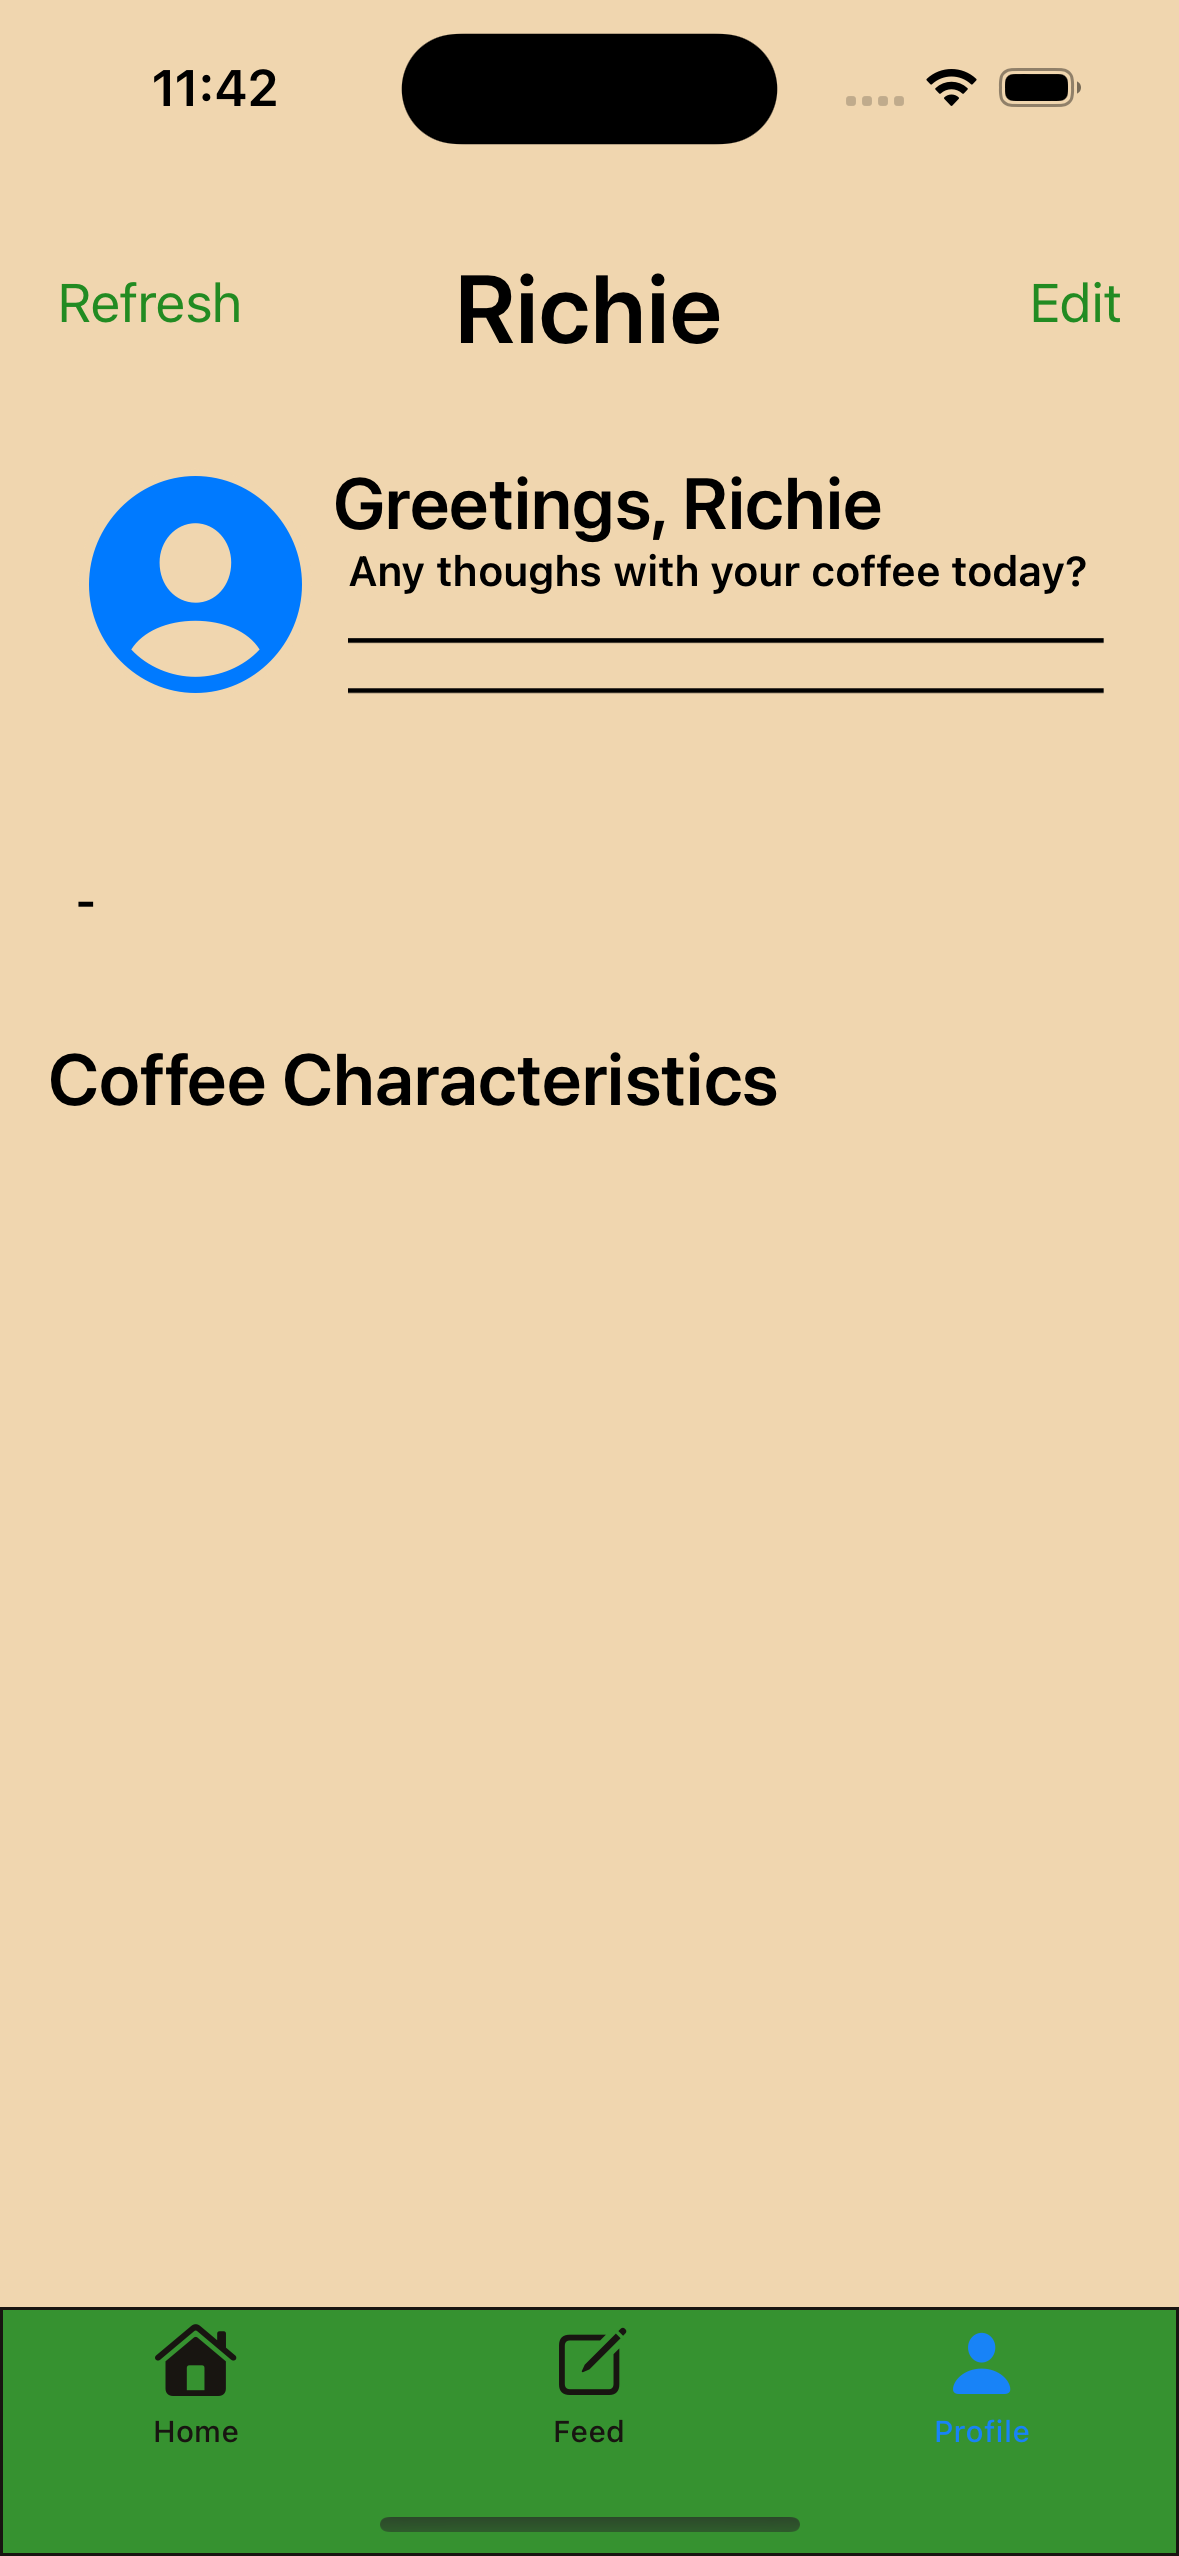 11:42
Refresh Richie Edit
Greetings, Richie
Any thoughs with your coffee today?
-
Coffee Characteristics
Home Feed Profile